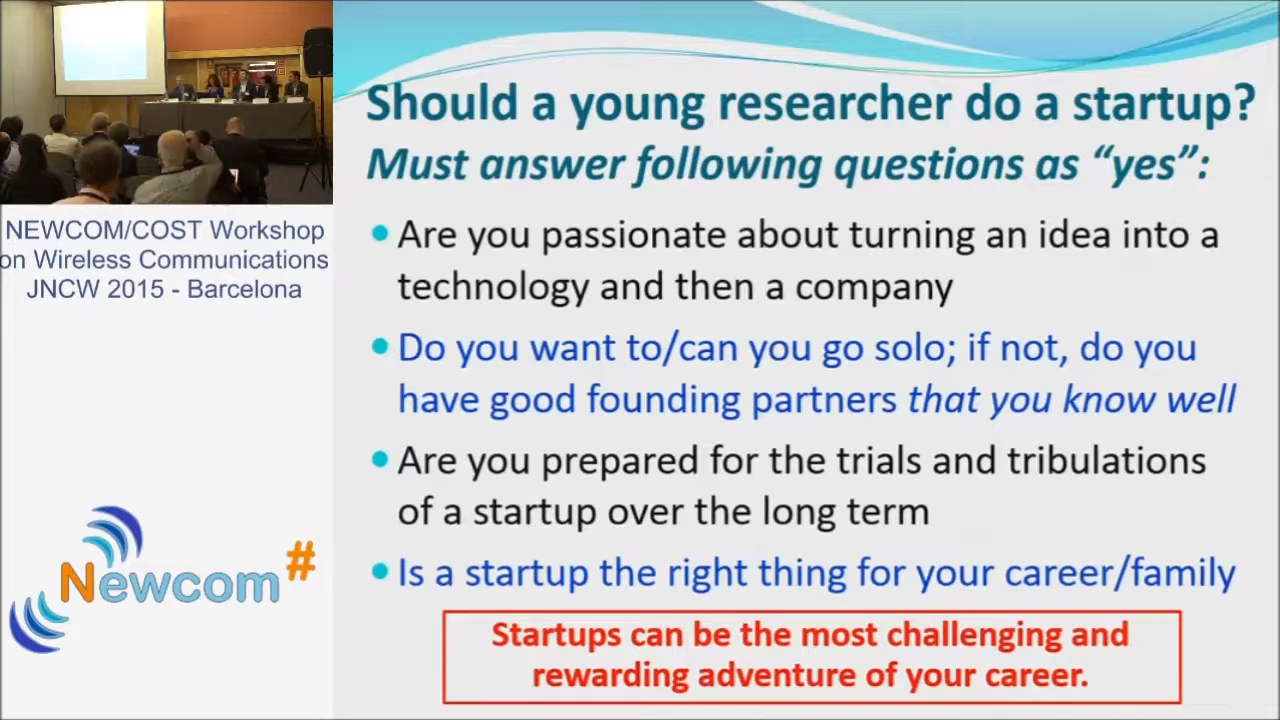 Should a young researcher do a startup?
Must answer following questions as “yes”:
• Are you passionate about turning an idea into a
technology and then a company
• Do you want to/can you go solo; if not, do you
have good founding partners that you know well
• Are you prepared for the trials and tribulations
of a startup over the long term
• Is a startup the right thing for your career/family
Startups can be the most challenging and
rewarding adventure of your career.
NEWCOM/COST Workshop
on Wireless Communications
JNCW 2015 - Barcelona
Newcom#